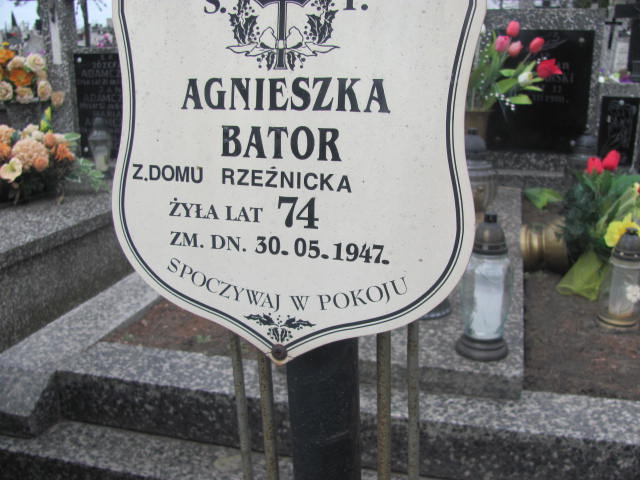 S. T.
AGNIESZKA
BATOR
Z.DOMU RZEŹNICKA
ŻYŁA LAT 74
ZM. DN. 30.05.1947.
SPOCZYWAJ W POKOJU